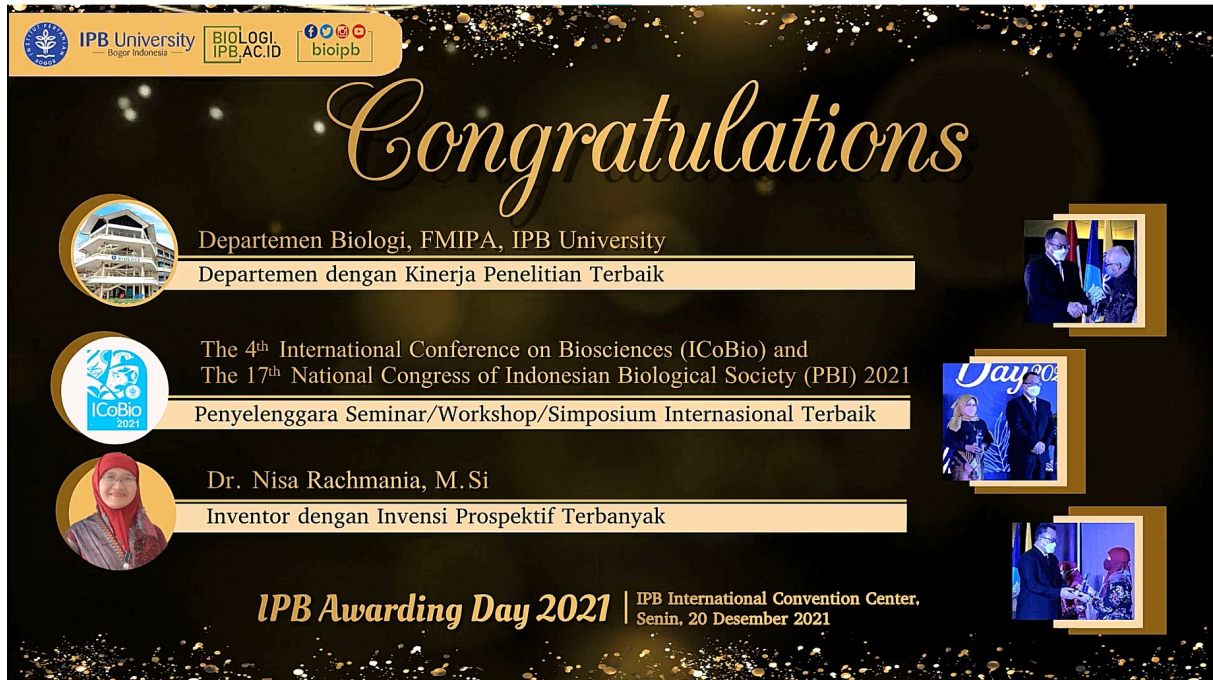 IPB University
Bogor Indonesia
BIOLOGI.
IPB.AC.ID
bioipb
Congratulations
Departemen Biologi, FMIPA, IPB University
Departemen dengan Kinerja Penelitian Terbaik
The 4th International Conference on Biosciences (ICoBio) and
The 17th National Congress of Indonesian Biological Society (PBI) 2021
Penyelenggara Seminar/Workshop/Simposium Internasional Terbaik
ICoBio
2021
Day 202
Dr. Nisa Rachmania, M.Si
Inventor dengan Invensi Prospektif Terbanyak
IPB Awarding Day 2021
IPB International Convention Center,
Senin, 20 Desember 2021